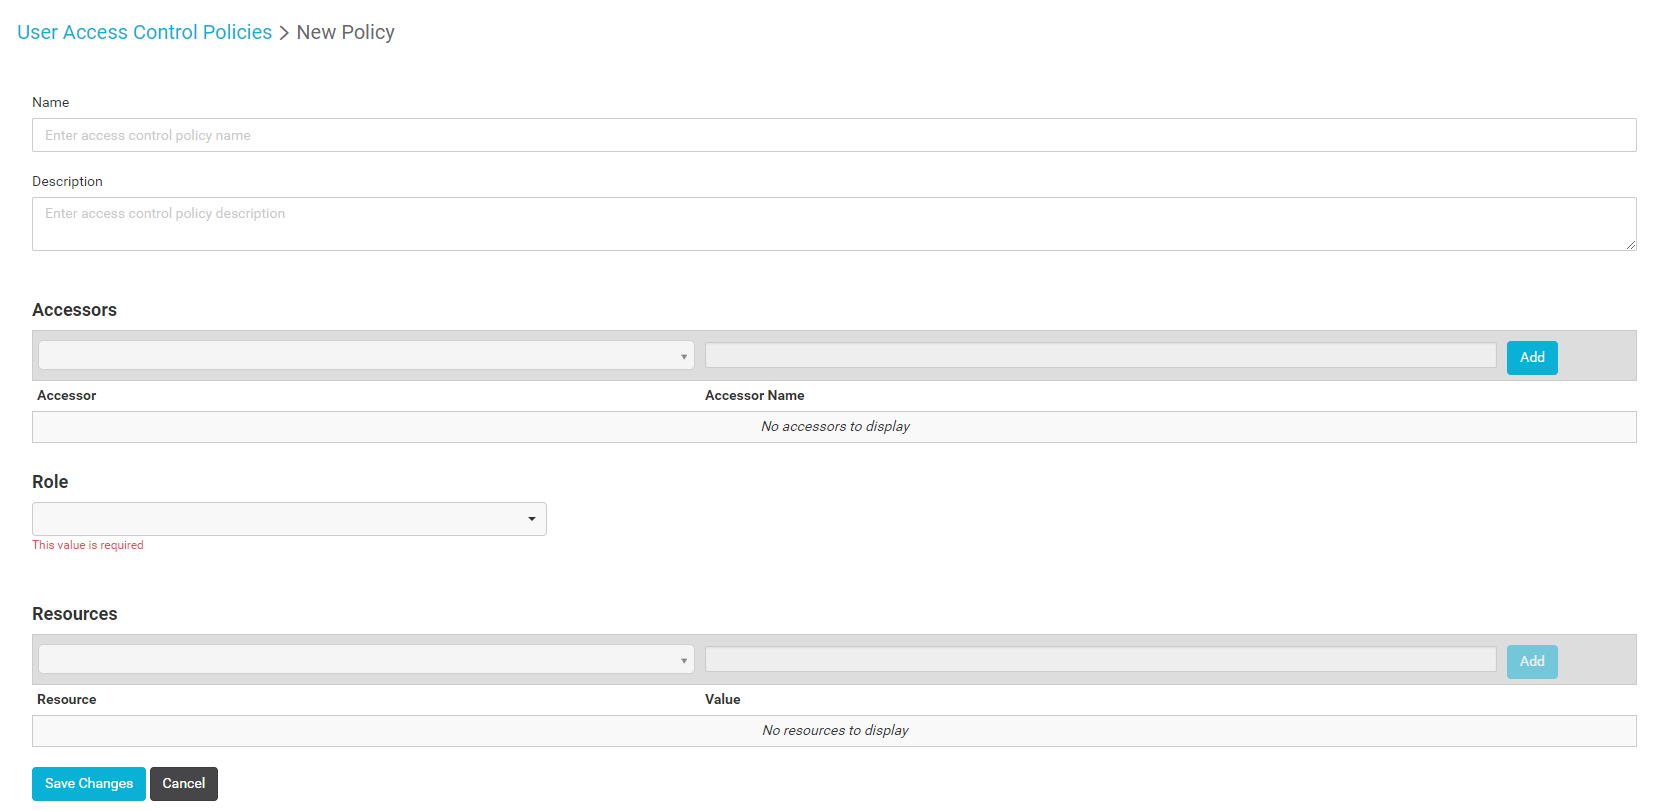 User Access Control Policies > New Policy
Name
Enter access control policy name
Description
Enter access control policy description
Accessors
Add
Accessor Accessor Name
No accessors to display
Role
This value is required
Resources
Add
Resource Value
No resources to display
Save Changes Cancel